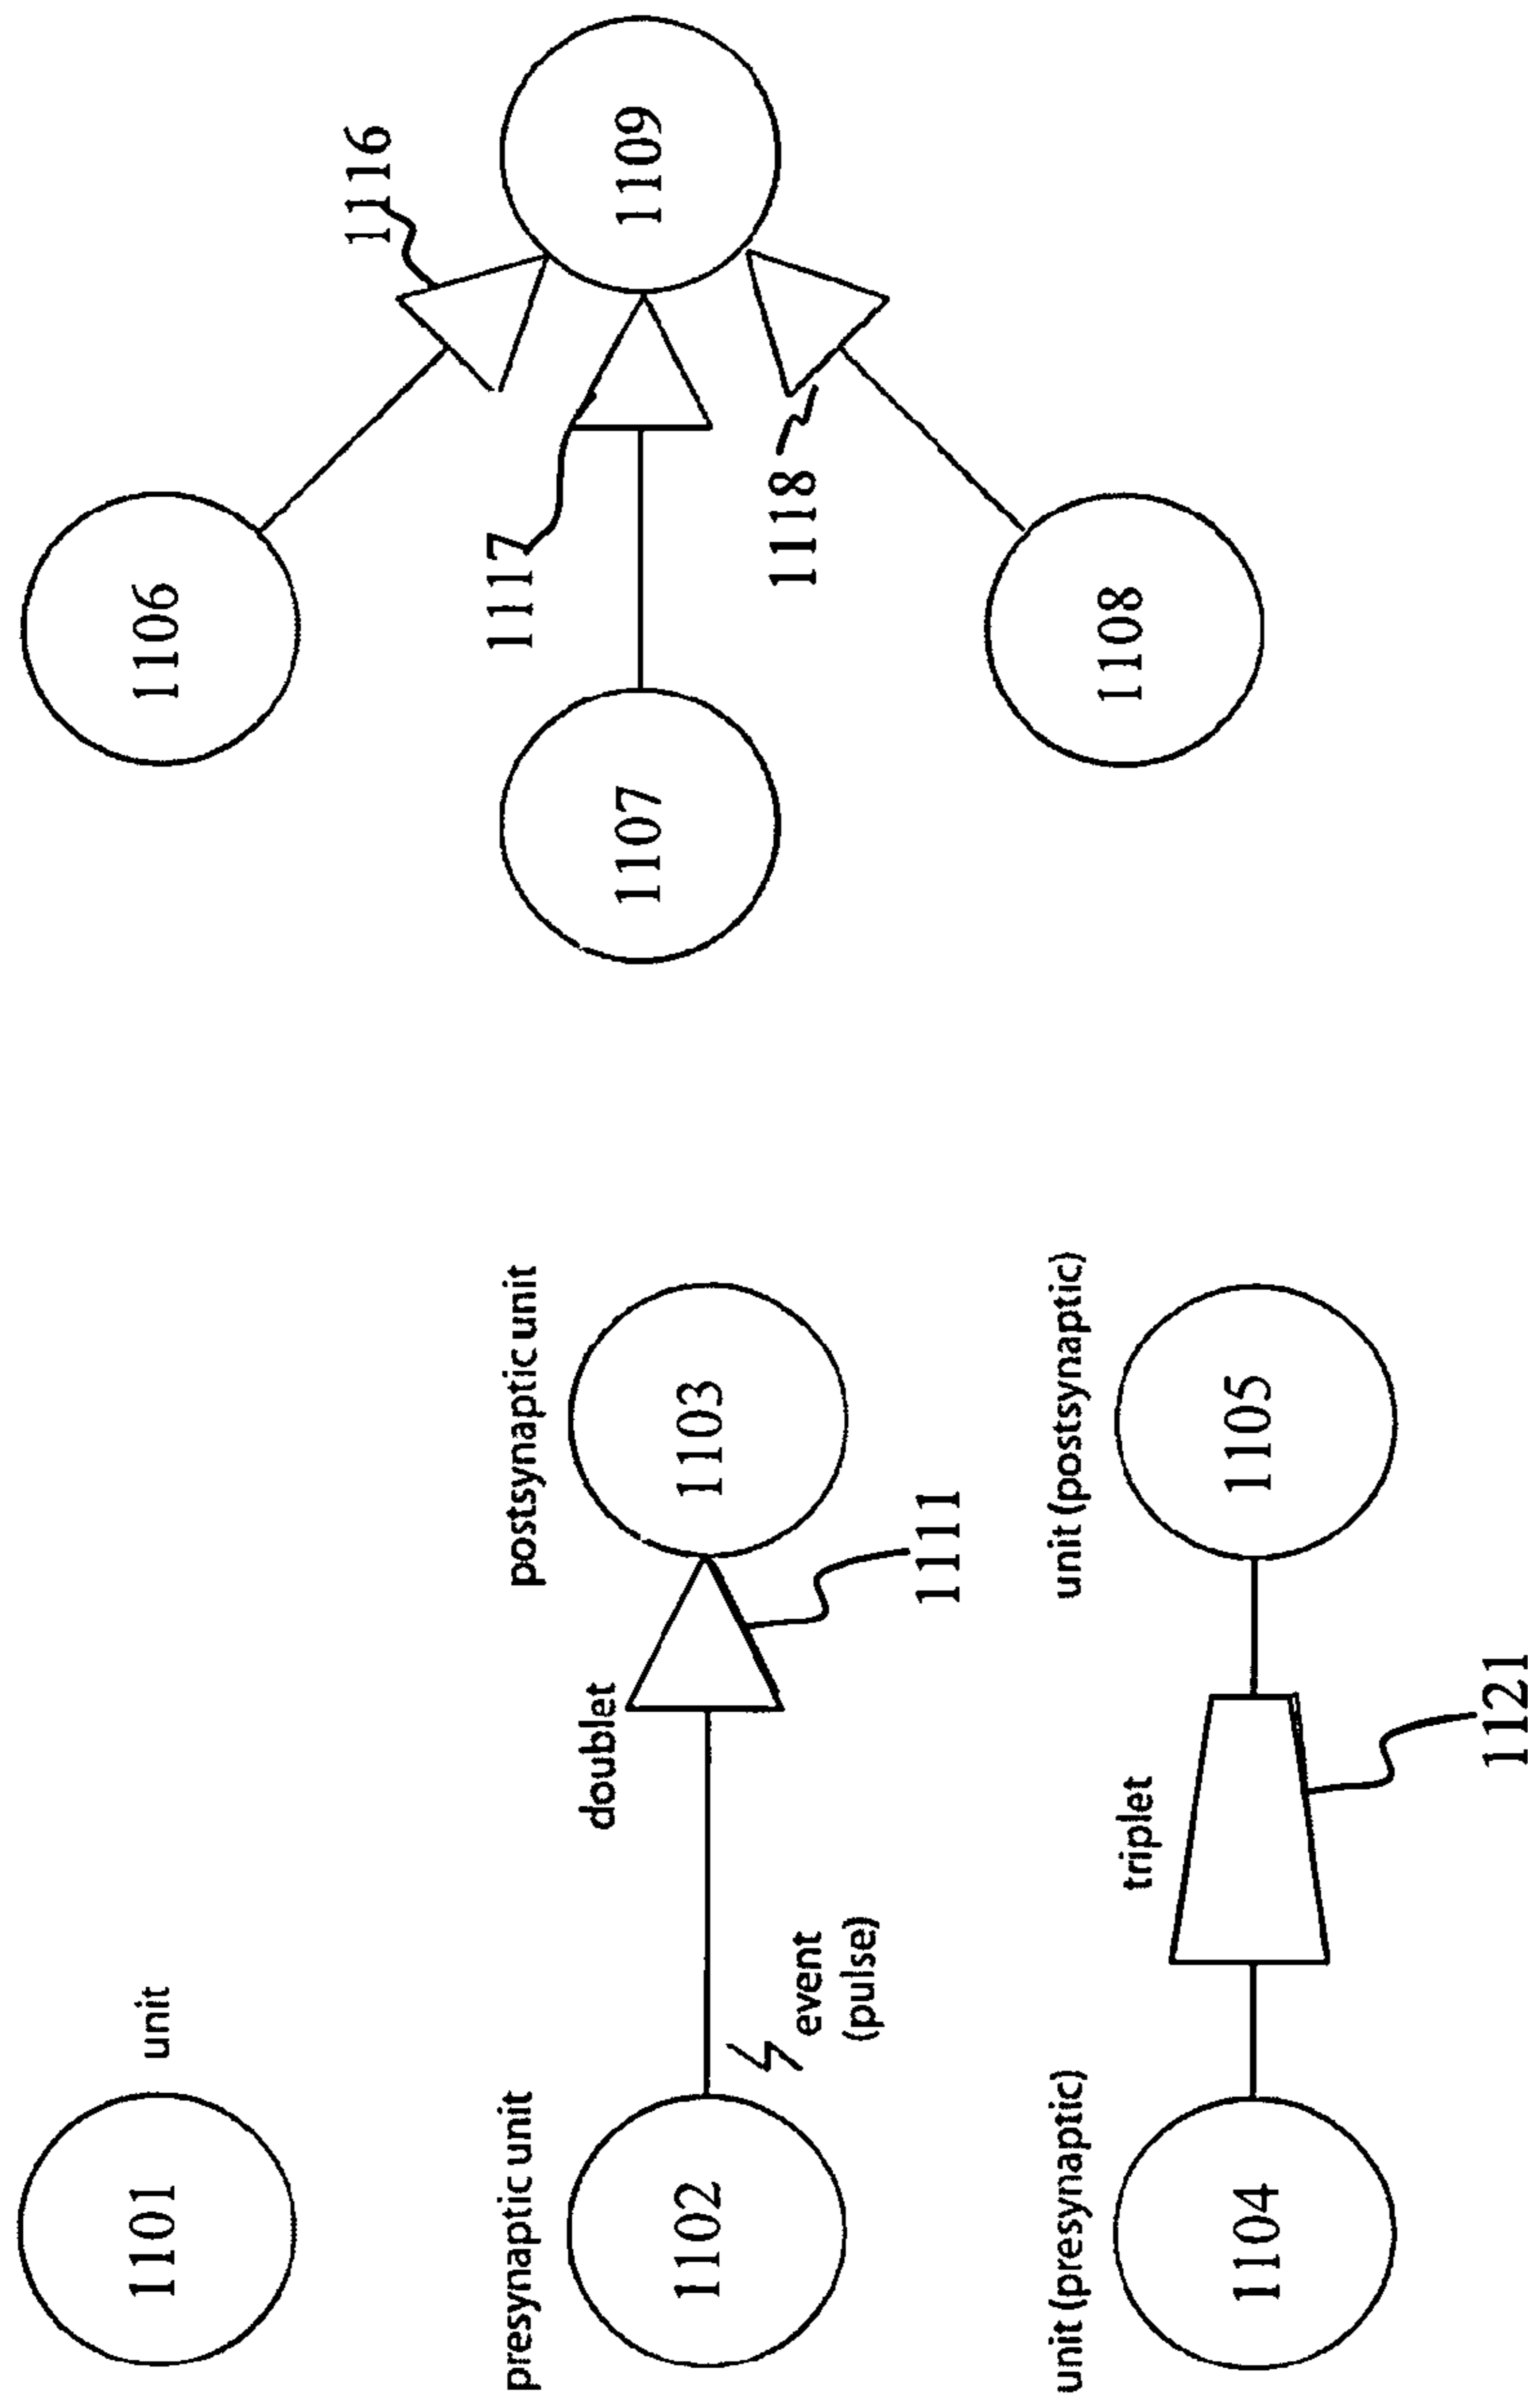 1101
unit
presynaptic unit
postsynaptic unit
1102
event
(pulse)
doublet
1103
1111
unit (presynaptic)
unit (postsynaptic)
1104
triplet
1105
1121
1106
1116
1107
1117
1109
1118
1108